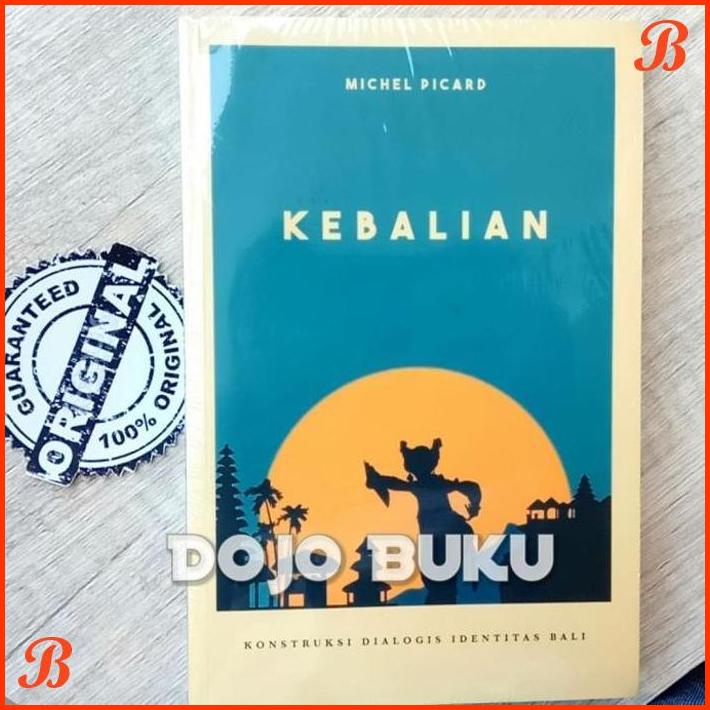 B
MICHEL PICARD
KEBALIAN
GUARANTEED
ORIGINAL
100% ORIGINAL
DOJO BUKU
KONSTRUKSI DIALOGIS IDENTITAS BALI
B